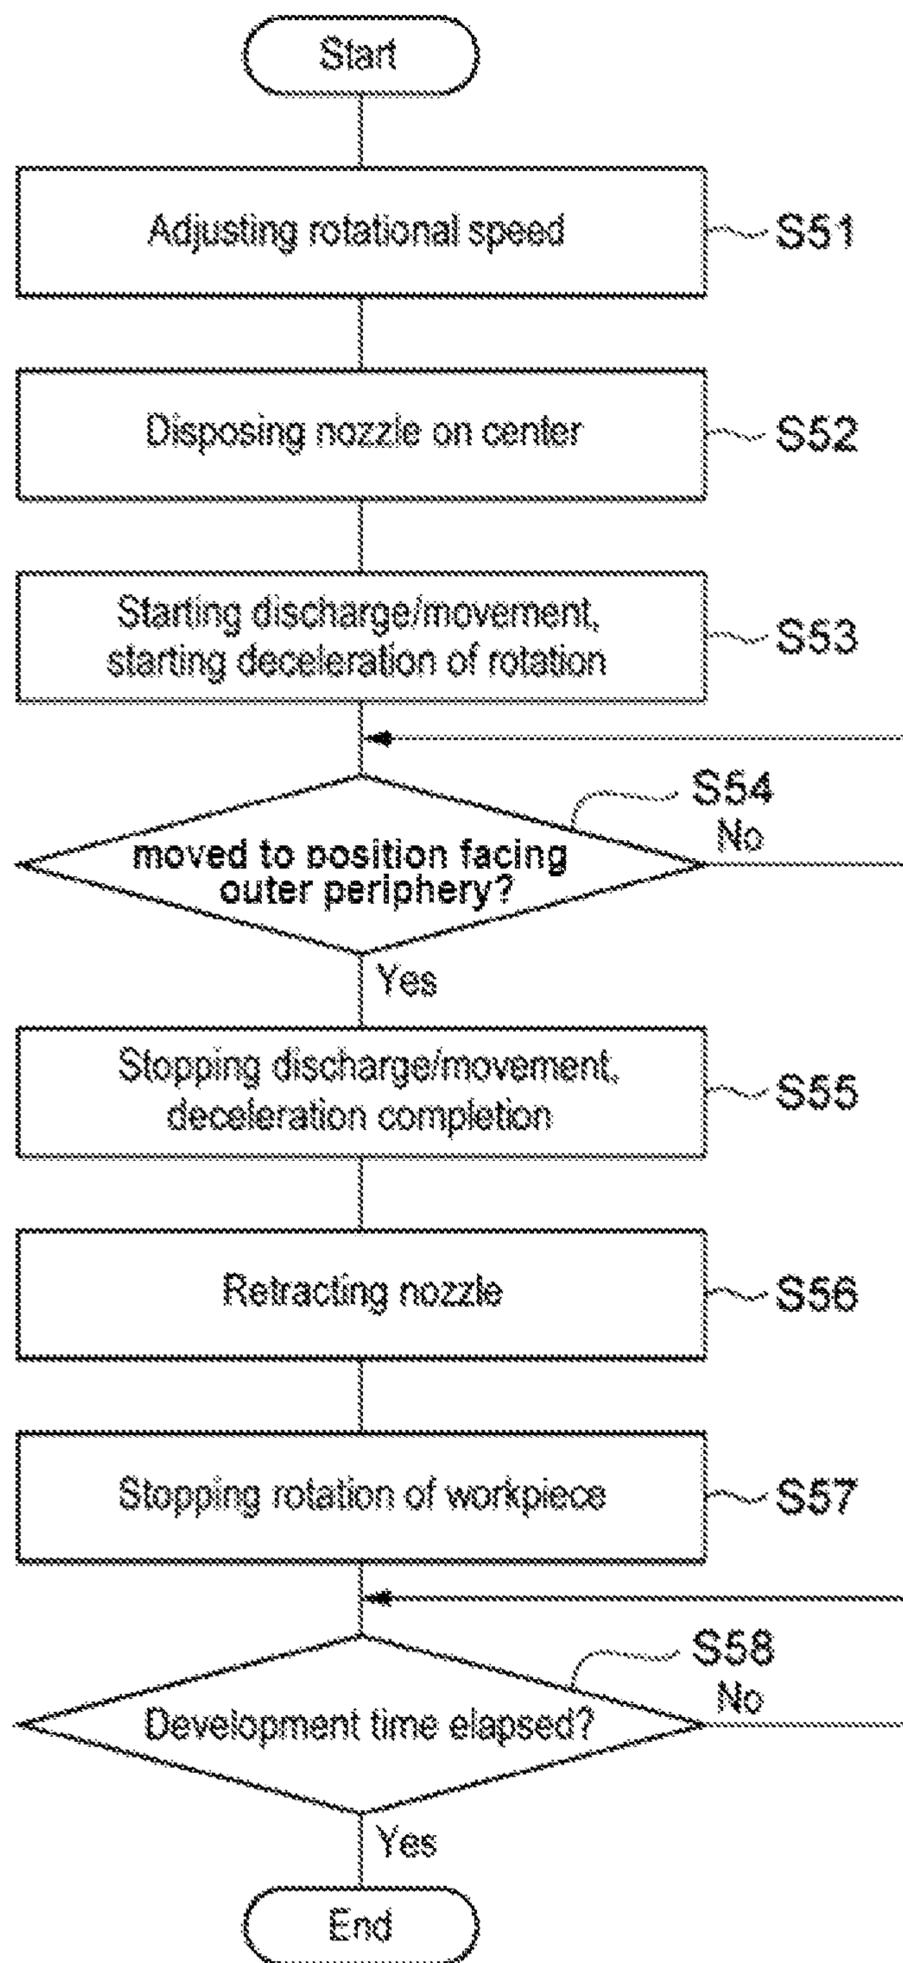 Start
Adjusting rotational speed
S51
Disposing nozzle on center
S52
Starting discharge/movement,
starting deceleration of rotation
S53
S54
No
moved to position facing
outer periphery?
Yes
Stopping discharge/movement,
deceleration completion
S55
Retracting nozzle
S56
Stopping rotation of workpiece
S57
S58
No
Development time elapsed?
Yes
End